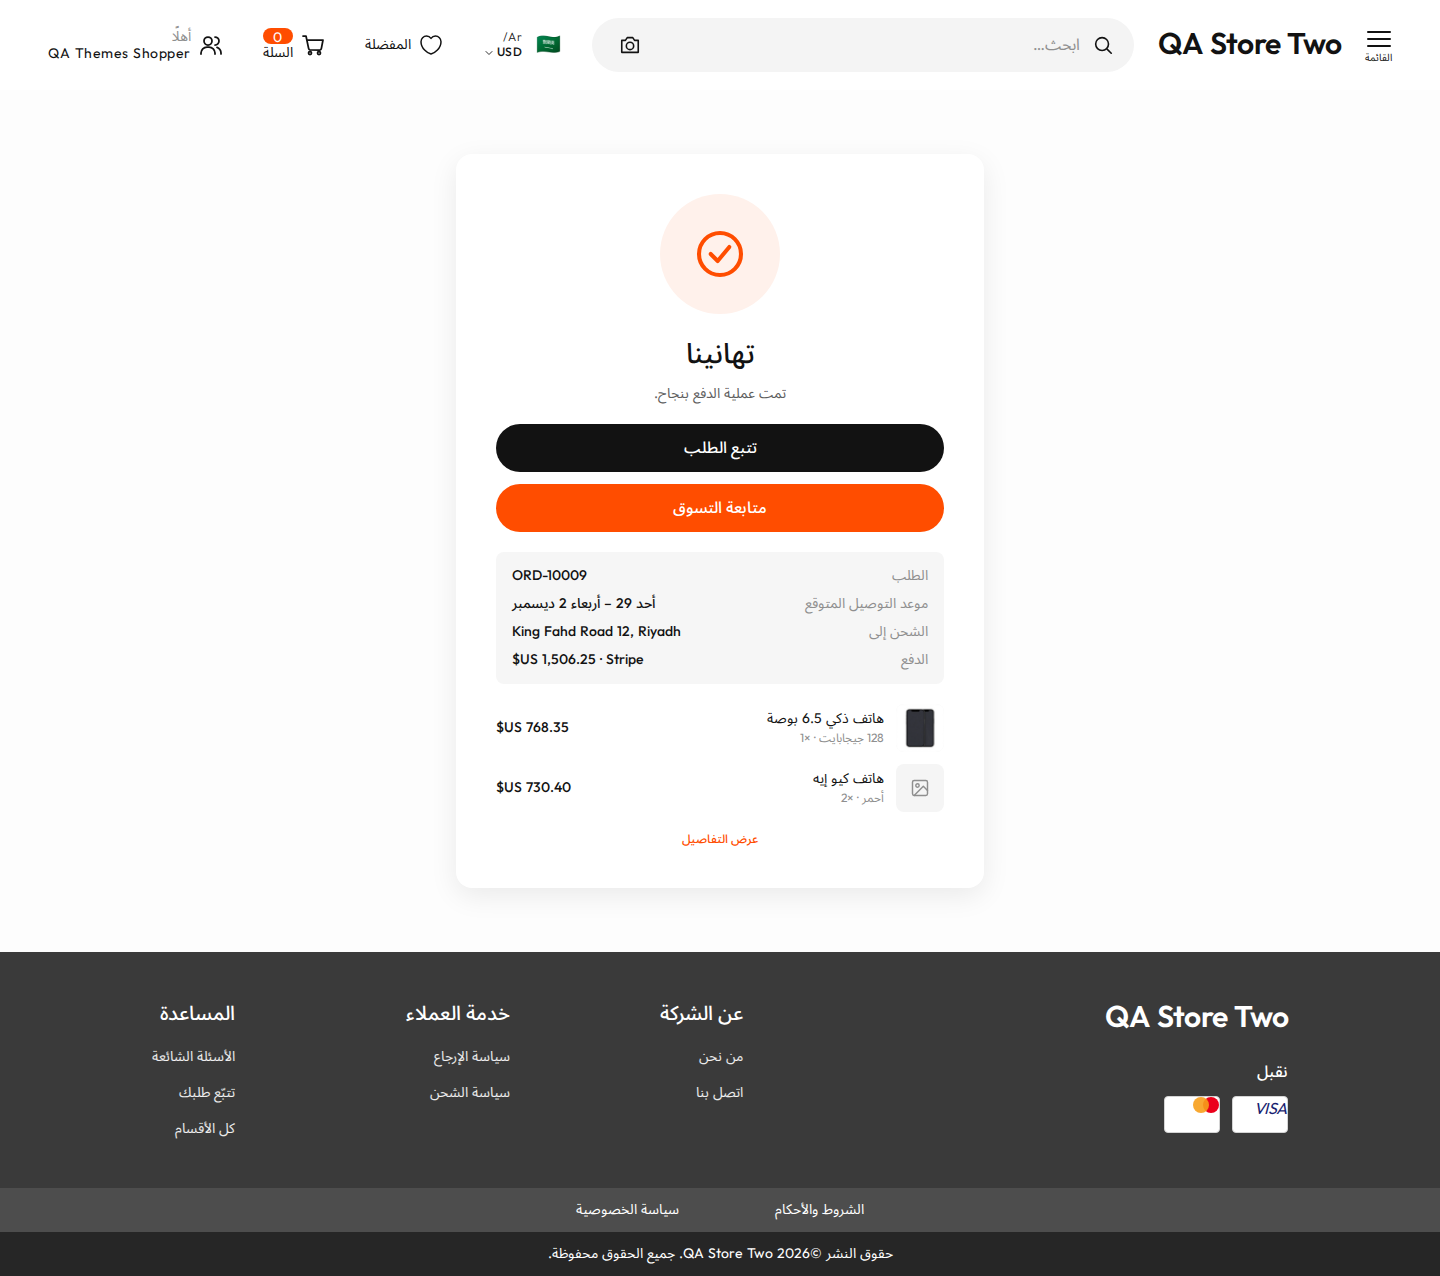 القائمة
QA Store Two
ابحث...
Ar/
USD
المفضلة
0
السلة
أهلًا
QA Themes Shopper
تهانينا
تمت عملية الدفع بنجاح.
تتبع الطلب
متابعة التسوق
الطلب ORD-10009
موعد التوصيل المتوقع أحد 29 – أربعاء 2 ديسمبر
الشحن إلى King Fahd Road 12, Riyadh
الدفع $US 1,506.25 · Stripe
هاتف ذكي 6.5 بوصة
128 جيجابايت · ×1
$US 768.35
هاتف كيو إيه
أحمر · ×2
$US 730.40
عرض التفاصيل
QA Store Two
نقبل
VISA
عن الشركة
من نحن
اتصل بنا
خدمة العملاء
سياسة الإرجاع
سياسة الشحن
المساعدة
الأسئلة الشائعة
تتبّع طلبك
كل الأقسام
الشروط والأحكام
سياسة الخصوصية
حقوق النشر ©2026 QA Store Two. جميع الحقوق محفوظة.